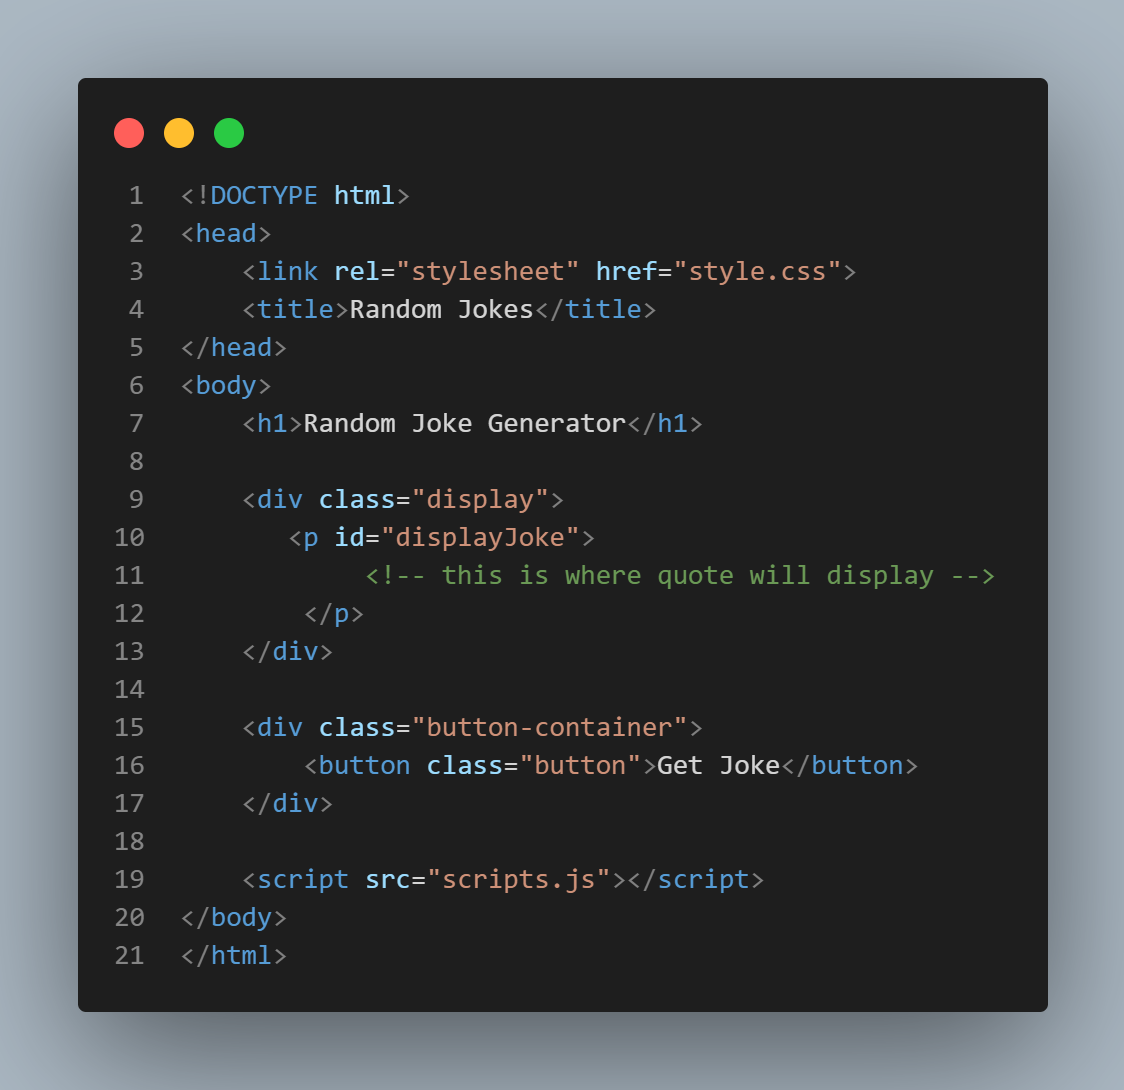 1 <!DOCTYPE html>
2 <head>
3     <link rel="stylesheet" href="style.css">
4     <title>Random Jokes</title>
5 </head>
6 <body>
7     <h1>Random Joke Generator</h1>
8
9     <div class="display">
10        <p id="displayJoke">
11             <!-- this is where quote will display -->
12         </p>
13     </div>
14
15     <div class="button-container">
16         <button class="button">Get Joke</button>
17     </div>
18
19     <script src="scripts.js"></script>
20 </body>
21 </html>